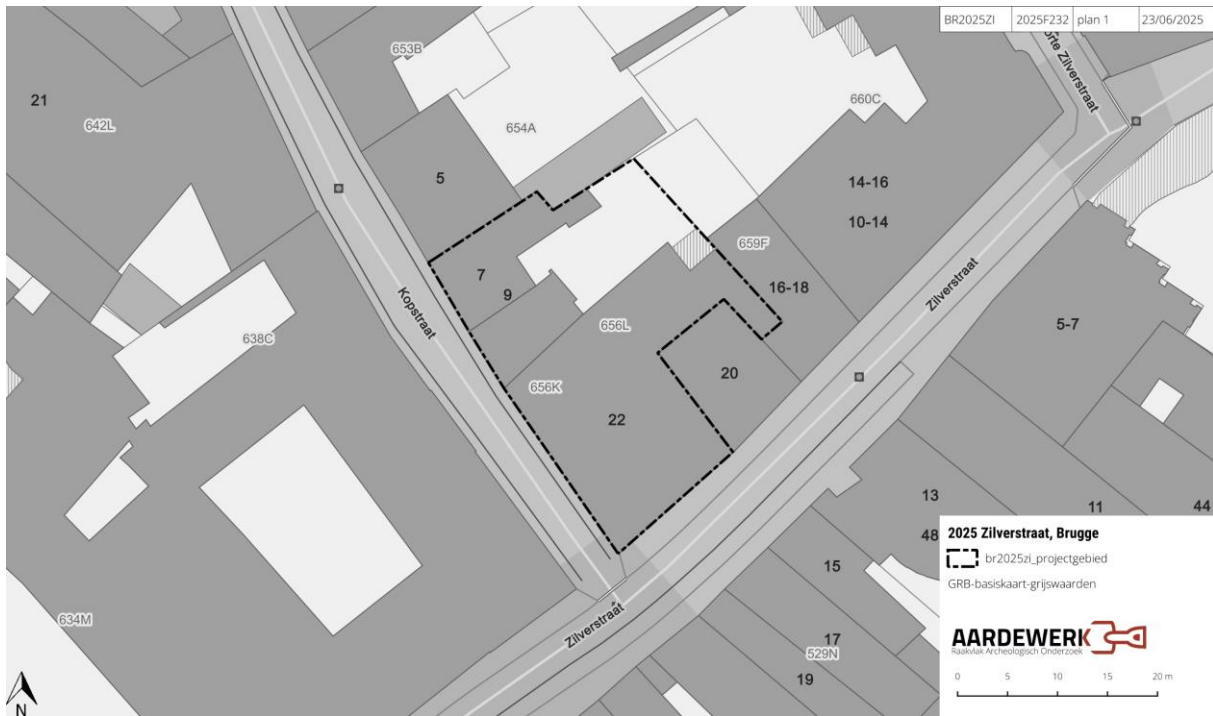 BR2025ZI 2025F232 plan 1 23/06/2025
653B
21
642L
654A
660C
orte Zilverstraat
5
14-16
10-14
659F
7
9
16-18
Zilverstraat
Kopstraat
656L
5-7
638C
656K
20
22
13
11
44
48
2025 Zilverstraat, Brugge
br2025zi_projectgebied
GRB-basiskaart-grijswaarden
15
Zilverstraat
634M
17
529N
19
AARDEWERK
Raakvlak Archeologisch Onderzoek
0 5 10 15 20 m
N